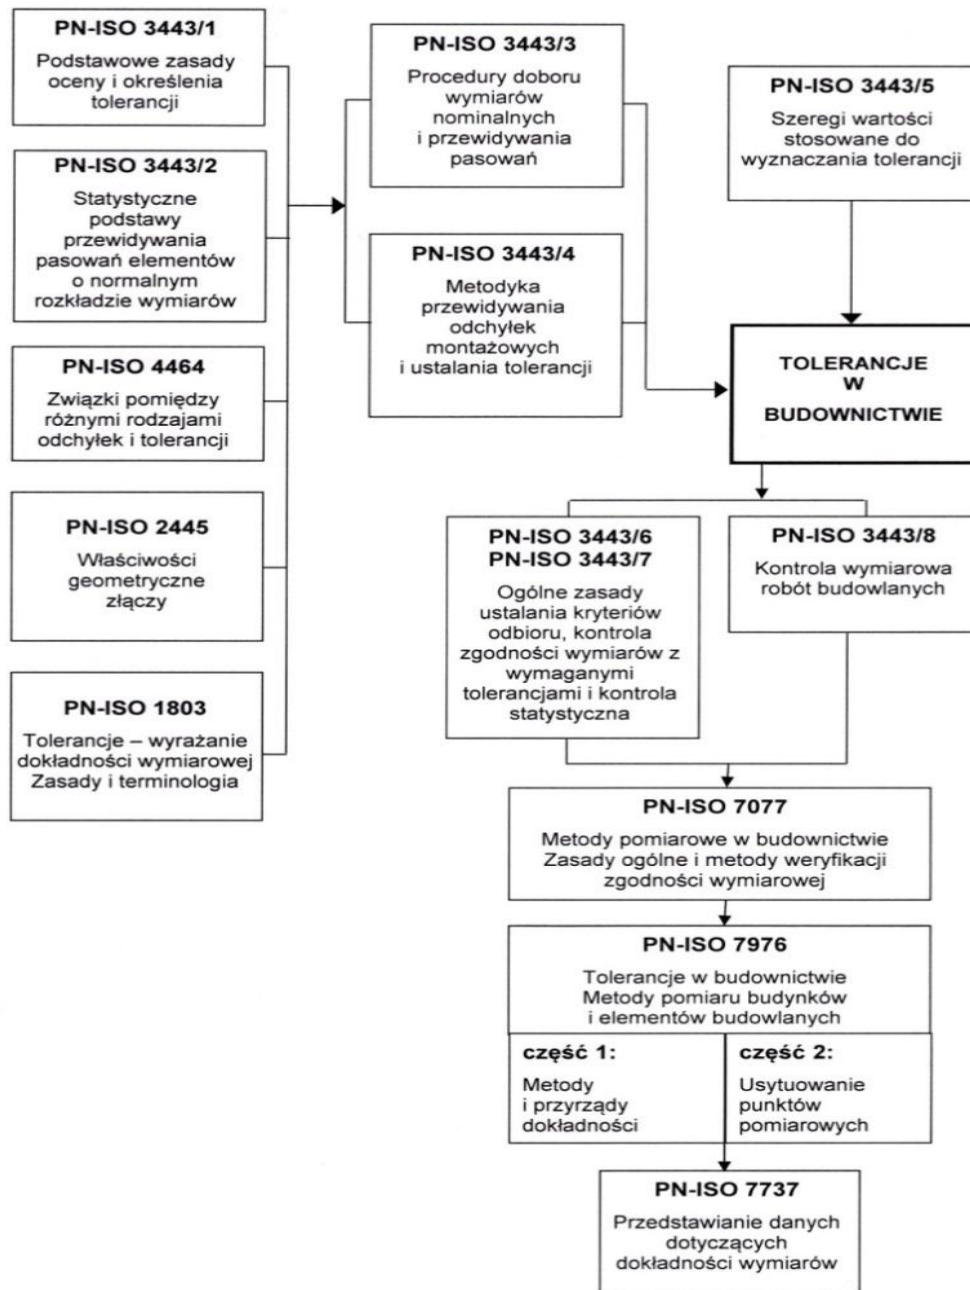 PN-ISO 3443/1
Podstawowe zasady
oceny i określenia
tolerancji
PN-ISO 3443/2
Statystyczne
podstawy
przewidywania
pasowań elementów
o normalnym
rozkładzie wymiarów
PN-ISO 4464
Związki pomiędzy
różnymi rodzajami
odchyłek i tolerancji
PN-ISO 2445
Właściwości
geometryczne
złączy
PN-ISO 1803
Tolerancje – wyrażanie
dokładności wymiarowej
Zasady i terminologia
PN-ISO 3443/3
Procedury doboru
wymiarów
nominalnych
i przewidywania
pasowań
PN-ISO 3443/4
Metodyka
przewidywania
odchyłek
montażowych
i ustalania tolerancji
PN-ISO 3443/5
Szeregi wartości
stosowane do
wyznaczania tolerancji
TOLERANCJE
W
BUDOWNICTWIE
PN-ISO 3443/6
PN-ISO 3443/7
Ogólne zasady
ustalania kryteriów
odbioru, kontrola
zgodności wymiarów z
wymaganymi
tolerancjami i kontrola
statystyczna
PN-ISO 3443/8
Kontrola wymiarowa
robót budowlanych
PN-ISO 7077
Metody pomiarowe w budownictwie
Zasady ogólne i metody weryfikacji
zgodności wymiarowej
PN-ISO 7976
Tolerancje w budownictwie
Metody pomiaru budynków
i elementów budowlanych
część 1:
Metody
i przyrządy
dokładności
część 2:
Usytuowanie
punktów
pomiarowych
PN-ISO 7737
Przedstawianie danych
dotyczących
dokładności wymiarów